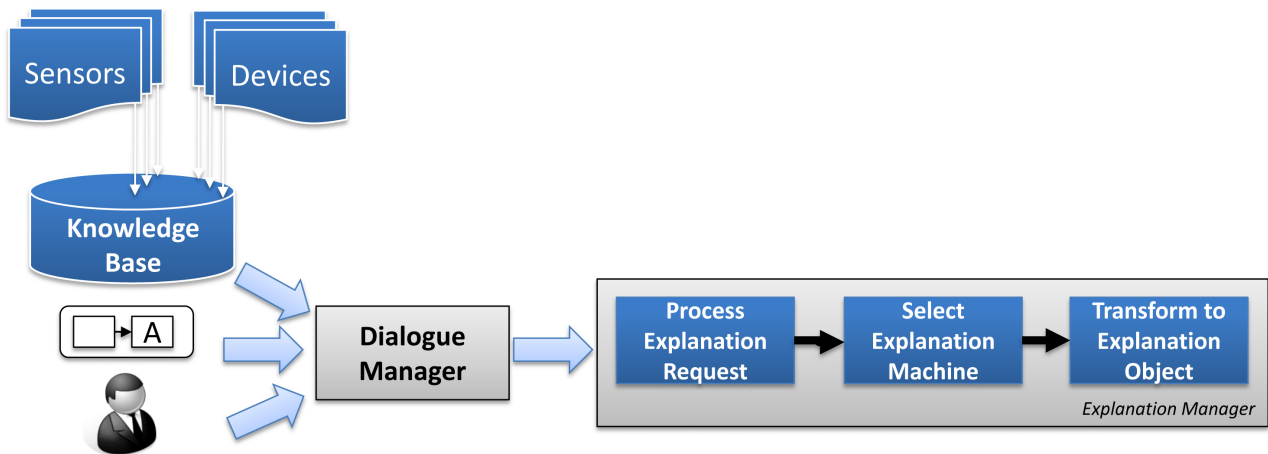 Sensors
Devices
Knowledge
Base
A
Dialogue
Manager
Process
Explanation
Request
Select
Explanation
Machine
Transform to
Explanation
Object
Explanation Manager